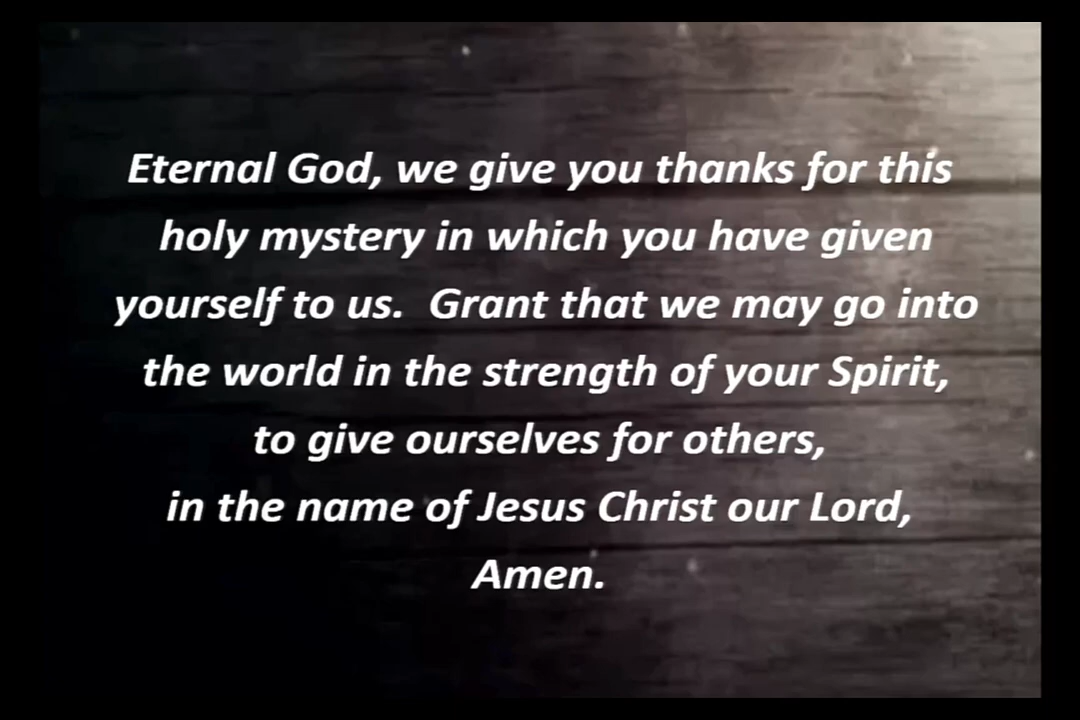 Eternal God, we give you thanks for this
holy mystery in which you have given
yourself to us.  Grant that we may go into
the world in the strength of your Spirit,
to give ourselves for others,
in the name of Jesus Christ our Lord,
Amen.